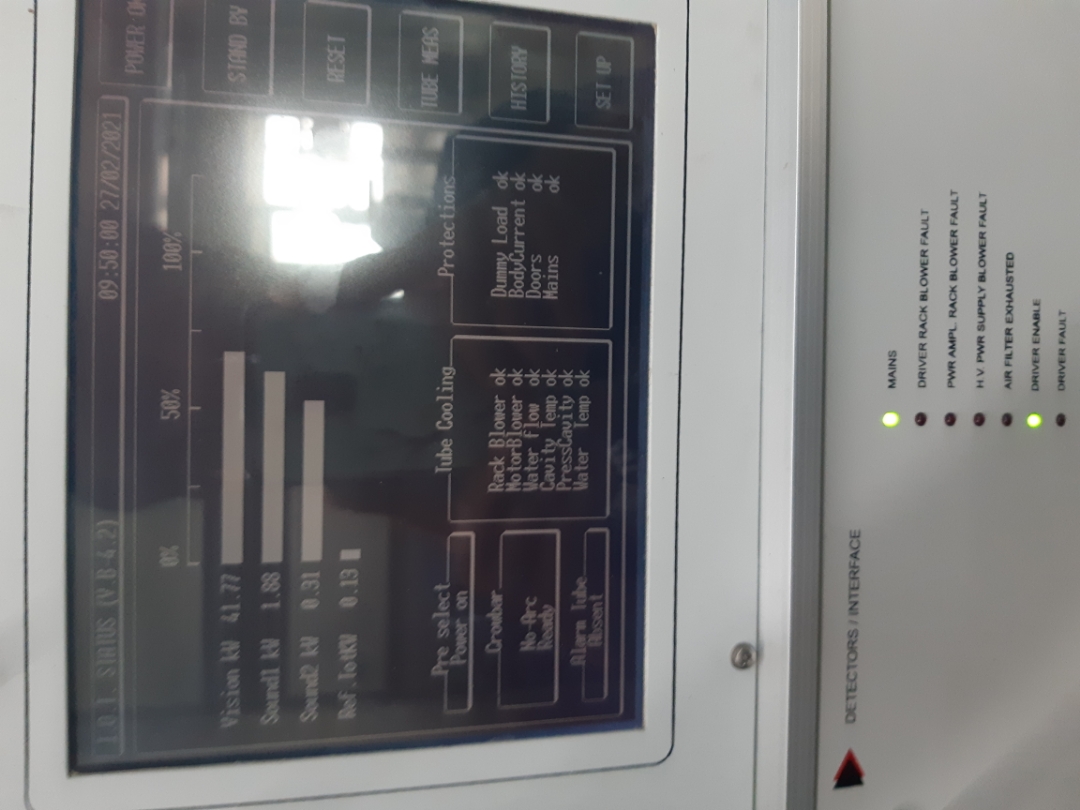 I.O.T. STATUS (V.B-4.2) 09:50:00 27/02/2021
POWER ON
0% 50% 100%
Vision kW 41.77
STAND BY
Sound1 kW 1.88
Sound2 kW 0.31
RESET
Ref.TotKW 0.13
TUBE MEAS
Pre select
Power on
Crowbar
No-Arc
Ready
Alarm Tube
Absent
Tube Cooling
Rack Blower ok
MotorBlower ok
Water flow ok
Cavity Temp ok
PressCavity ok
Water Temp ok
Protections
Dummy Load ok
BodyCurrent ok
Doors ok
Mains ok
HISTORY
SET UP
DETECTORS / INTERFACE
MAINS
DRIVER RACK BLOWER FAULT
PWR AMPL. RACK BLOWER FAULT
H.V. PWR SUPPLY BLOWER FAULT
AIR FILTER EXHAUSTED
DRIVER ENABLE
DRIVER FAULT